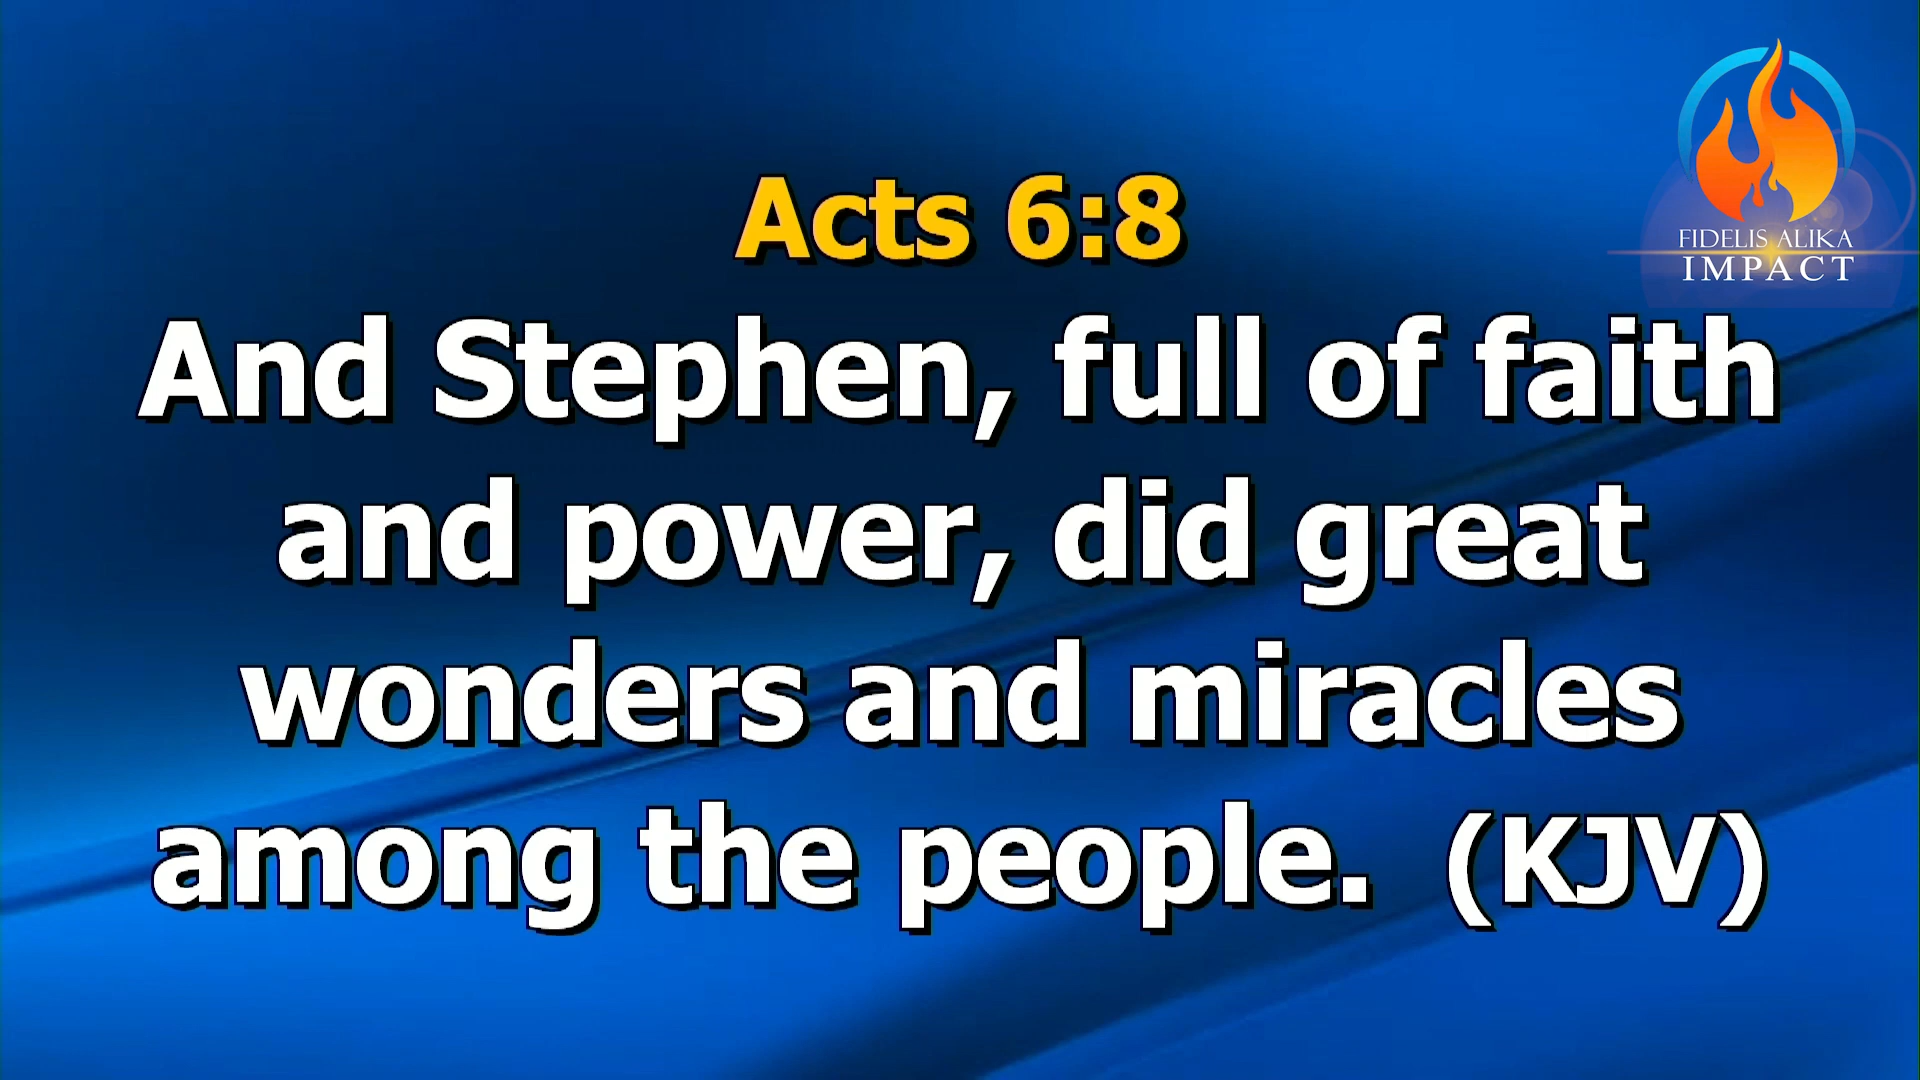 Acts 6:8
And Stephen, full of faith
and power, did great
wonders and miracles
among the people. (KJV)
FIDELIS ALIKA
IMPACT